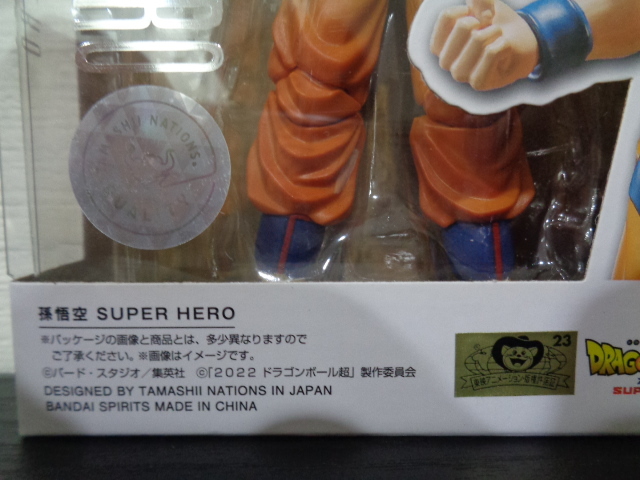 TAMASHII NATIONS.
孫悟空 SUPER HERO
※パッケージの画像と商品とは、多少異なりますので
ご了承ください。※画像はイメージです。
©バード・スタジオ／集英社 ©「2022 ドラゴンボール超」製作委員会
DESIGNED BY TAMASHII NATIONS IN JAPAN
BANDAI SPIRITS MADE IN CHINA
23
DRAGON
SUP